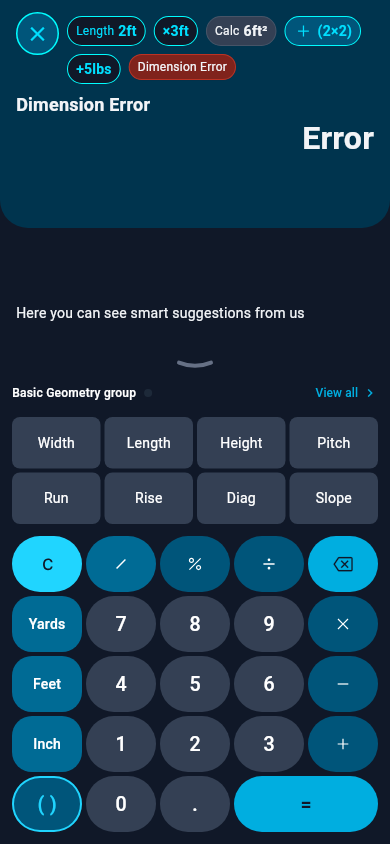 Length 2ft ×3ft Calc 6ft² + (2×2)
+5lbs Dimension Error
Dimension Error
Error
Here you can see smart suggestions from us
Basic Geometry group View all
Width Length Height Pitch
Run Rise Diag Slope
C / % ÷
Yards 7 8 9 ×
Feet 4 5 6 −
Inch 1 2 3 +
( ) 0 . =